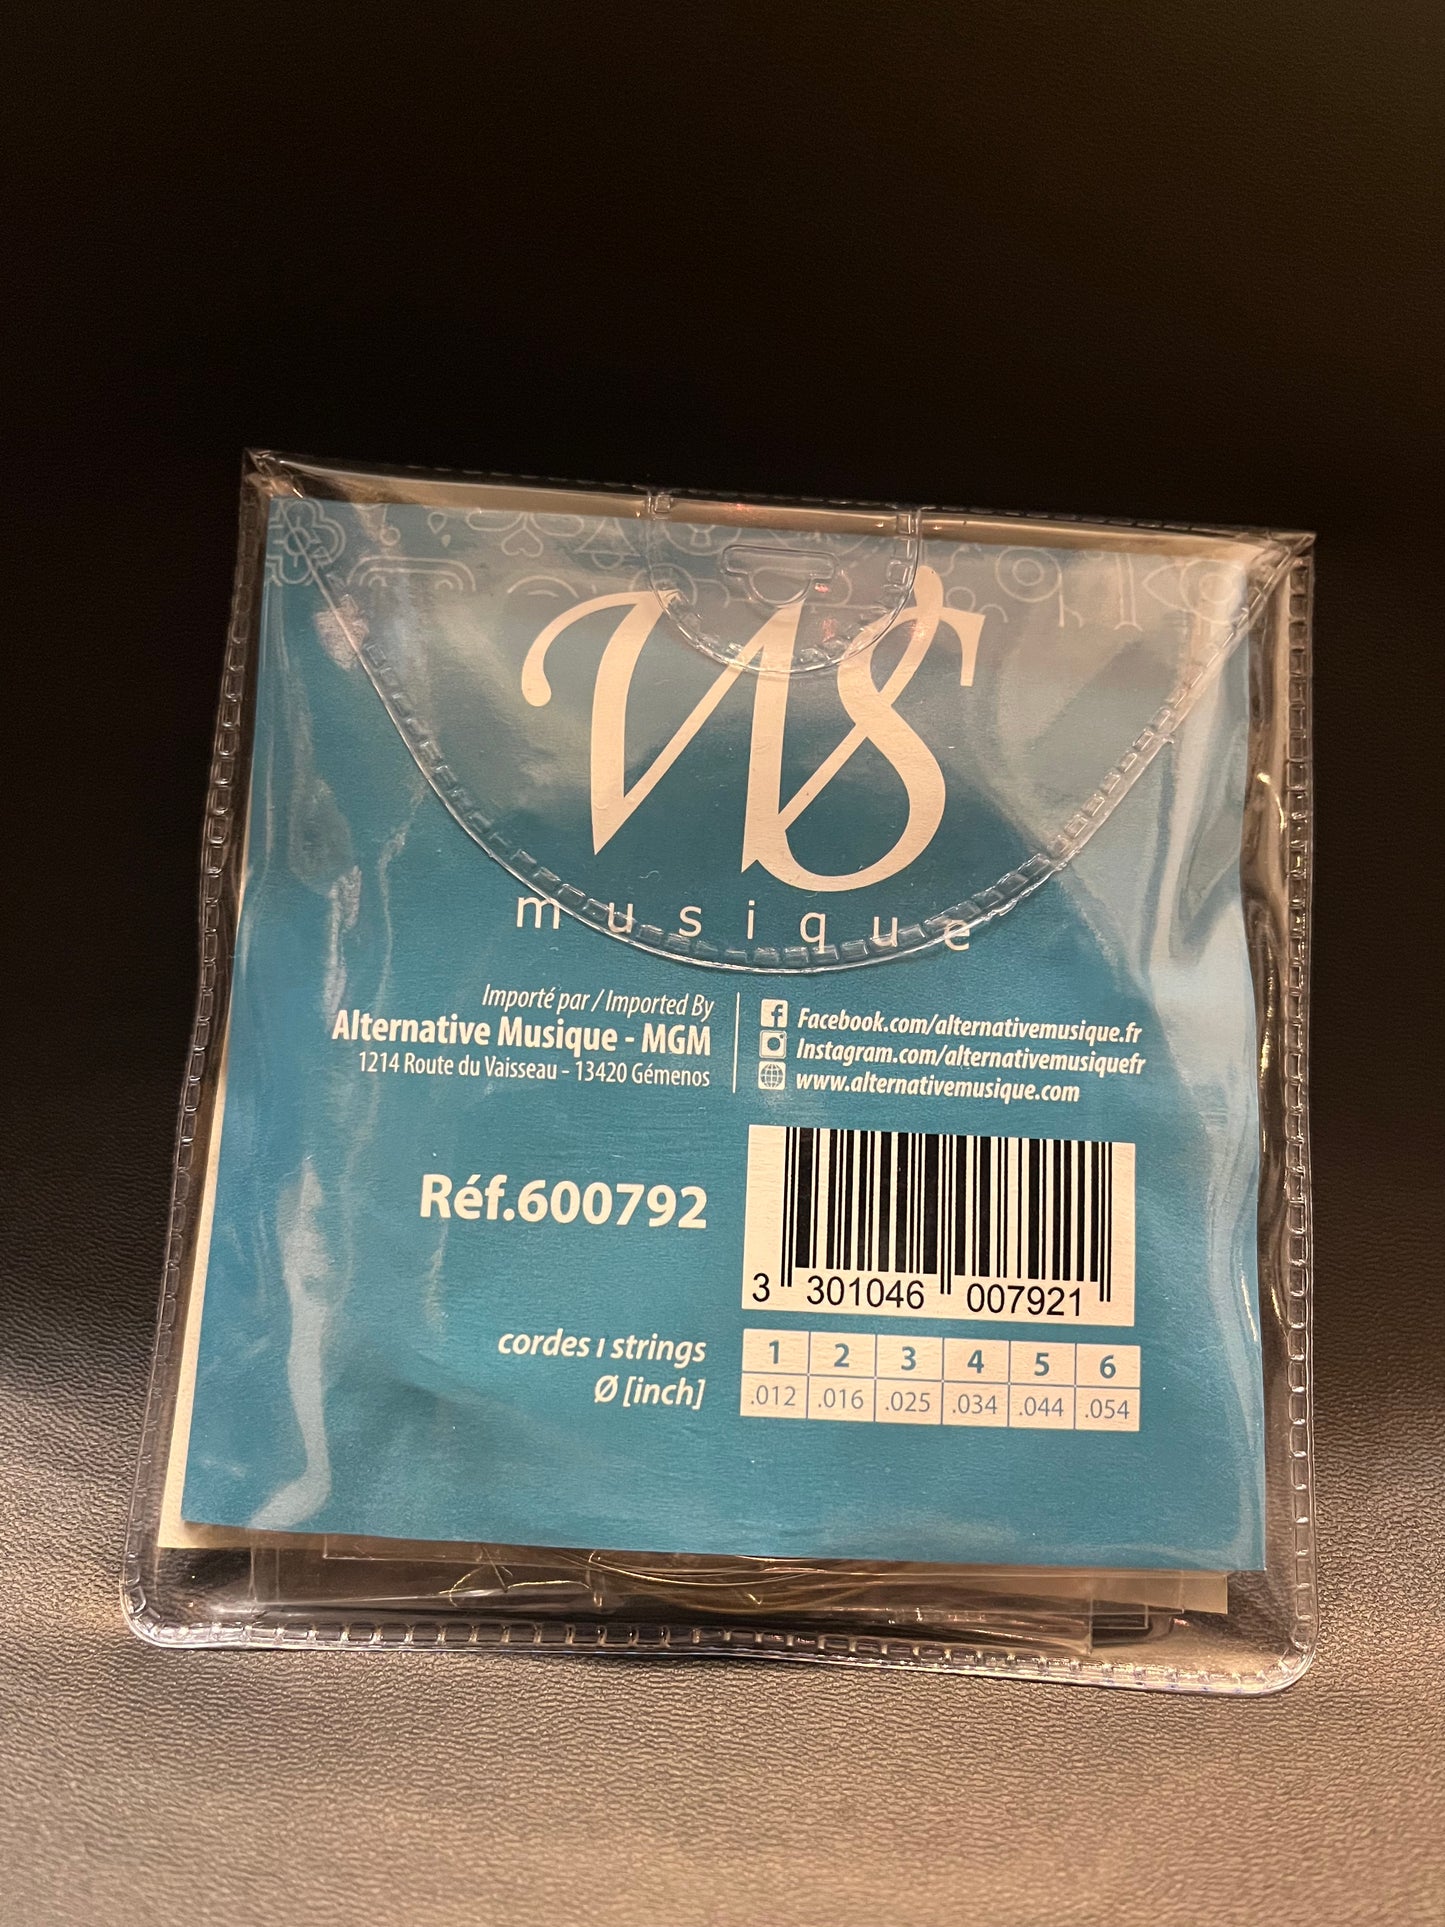 VS
musique
Importé par / Imported By
Alternative Musique - MGM
1214 Route du Vaisseau - 13420 Gémenos
Facebook.com/alternativemusique.fr
Instagram.com/alternativemusiquefr
www.alternativemusique.com
Réf.600792
3 301046 007921
cordes / strings
Ø [inch]
1 2 3 4 5 6
.012 .016 .025 .034 .044 .054